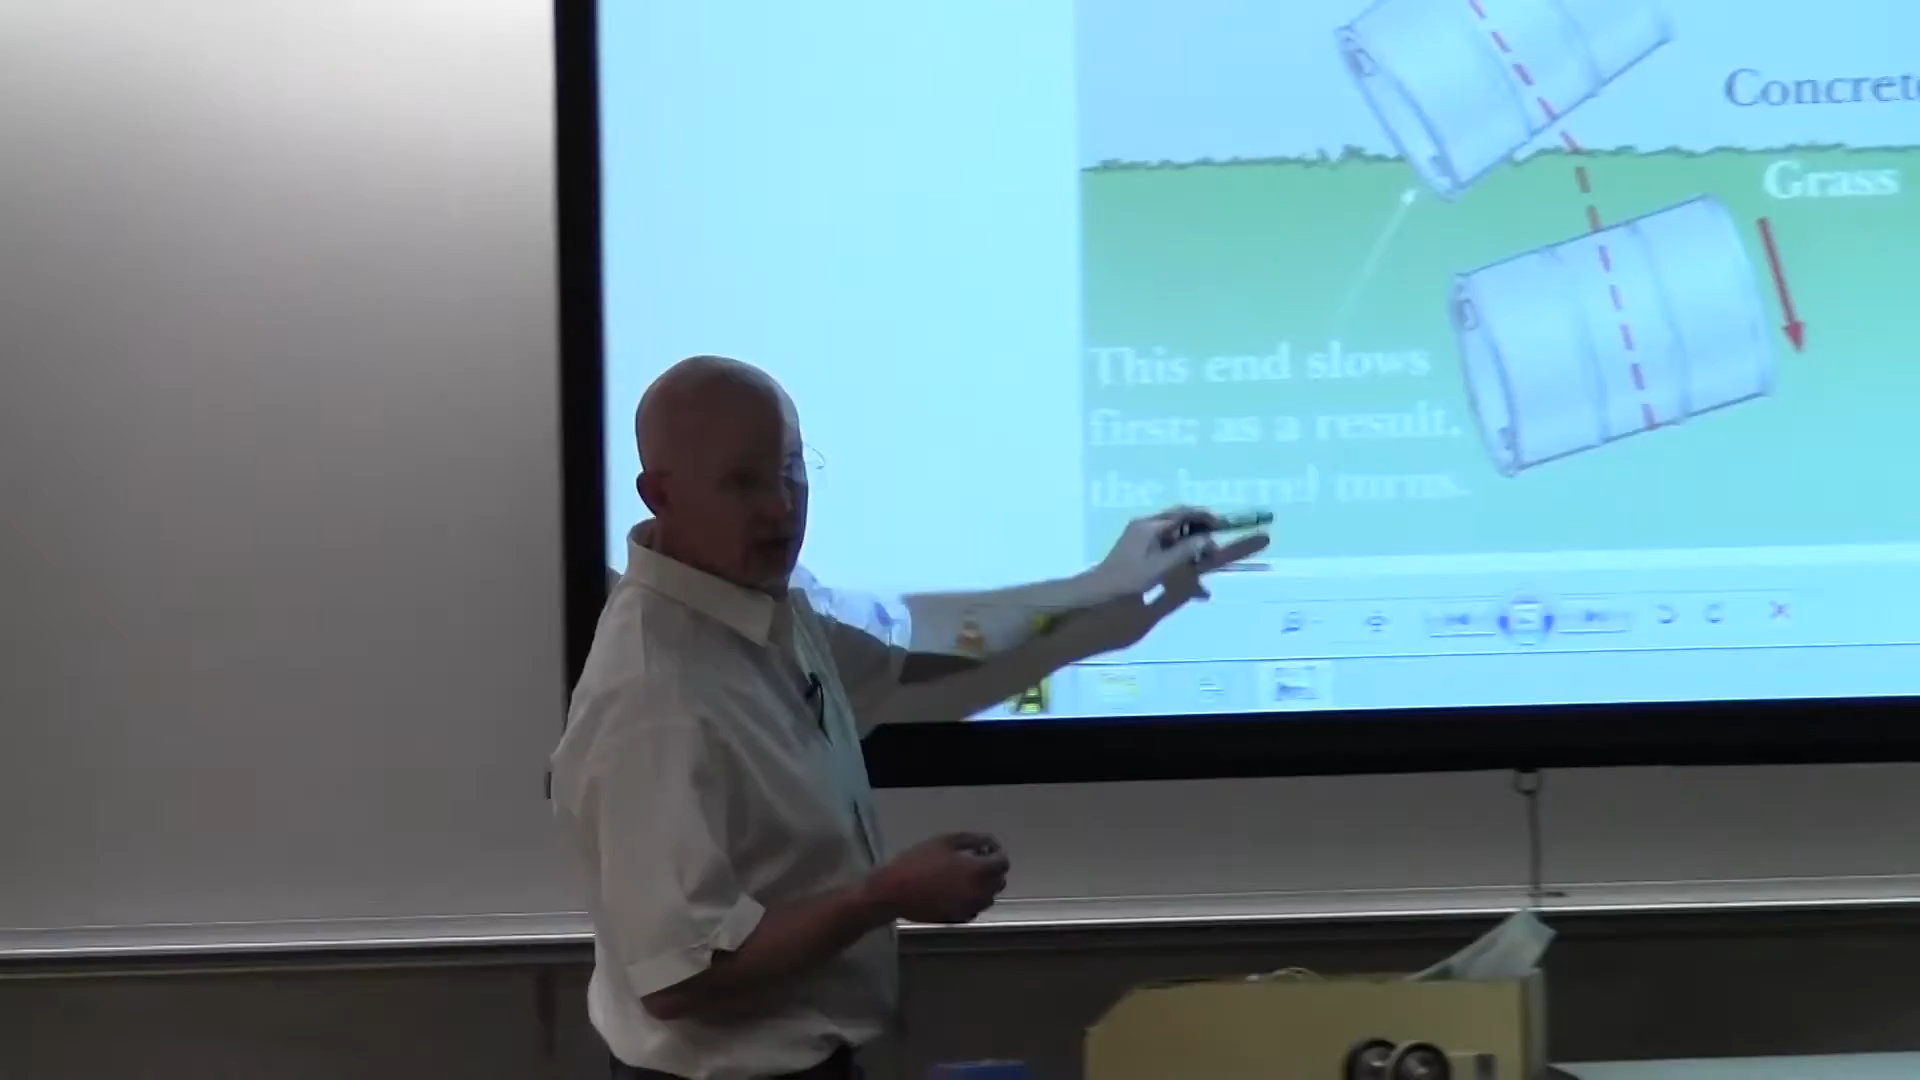 Concrete
Grass
This end slows
first; as a result,
the barrel turns.